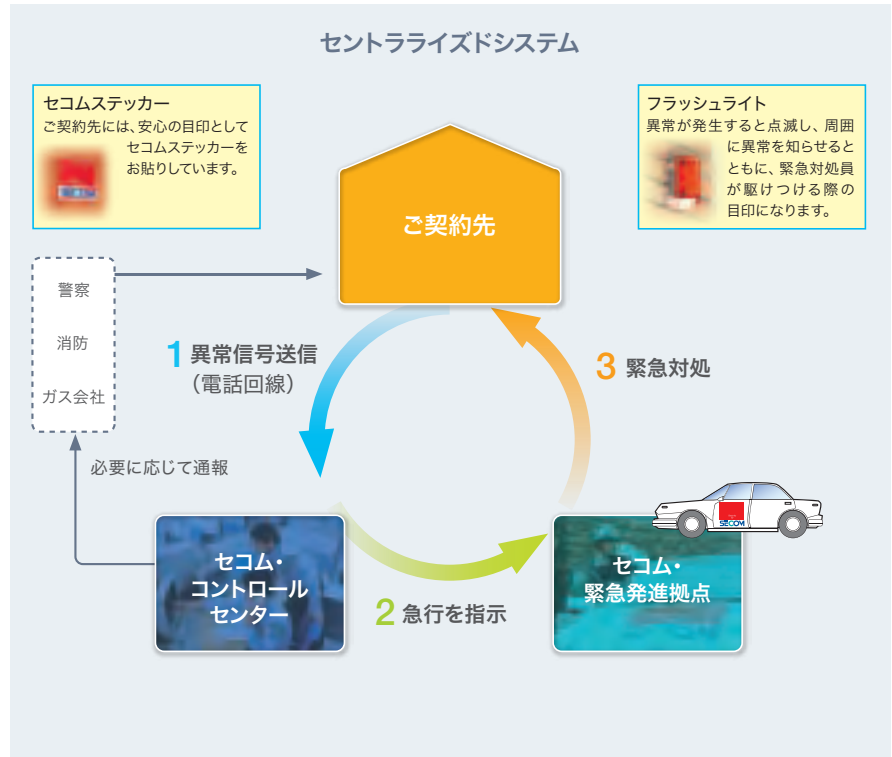 セントラライズドシステム
セコムステッカー
ご契約先には、安心の目印として
セコムステッカーを
お貼りしています。
フラッシュライト
異常が発生すると点滅し、周囲
に異常を知らせると
ともに、緊急対処員
が駆けつける際の
目印になります。
ご契約先
警察
消防
ガス会社
1 異常信号送信
（電話回線）
3 緊急対処
必要に応じて通報
セコム・
コントロール
センター
2 急行を指示
セコム・
緊急発進拠点
SECOM
SECOM